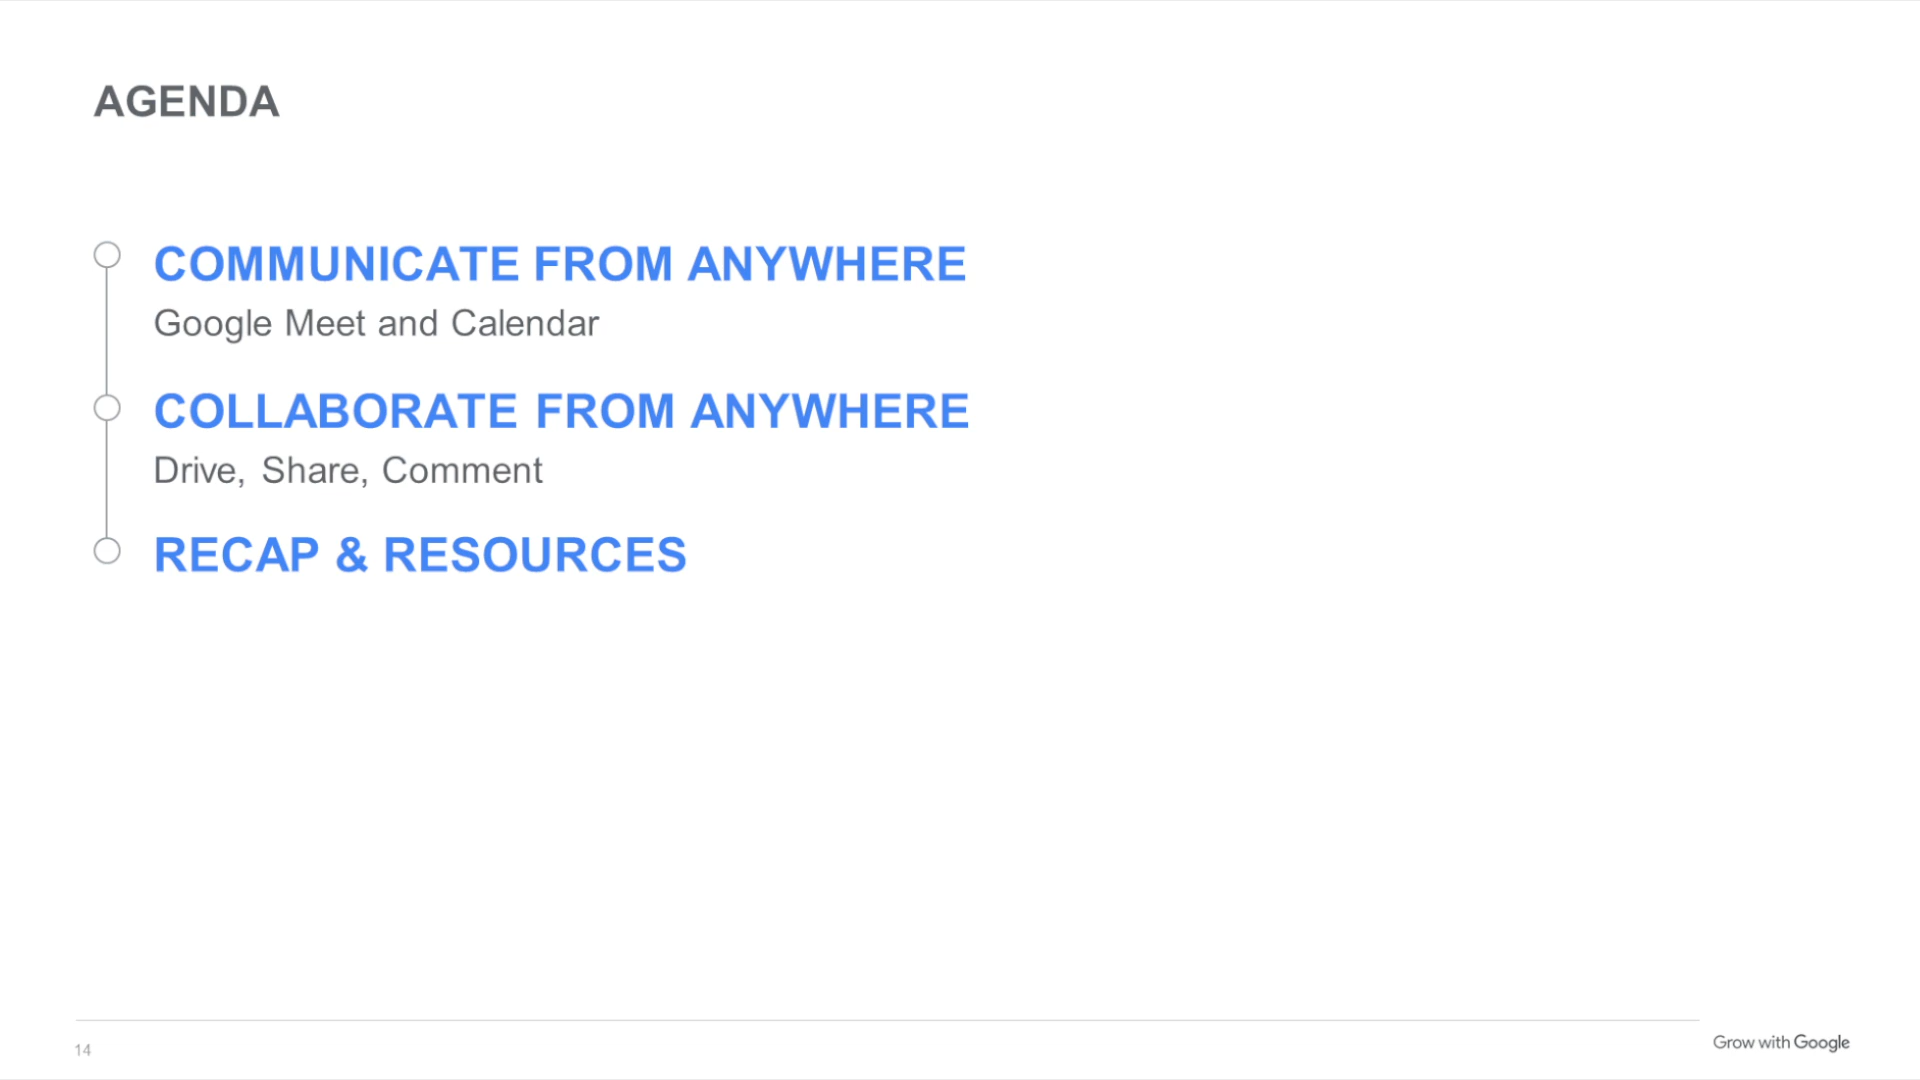 AGENDA
COMMUNICATE FROM ANYWHERE
Google Meet and Calendar
COLLABORATE FROM ANYWHERE
Drive, Share, Comment
RECAP & RESOURCES
14
Grow with Google